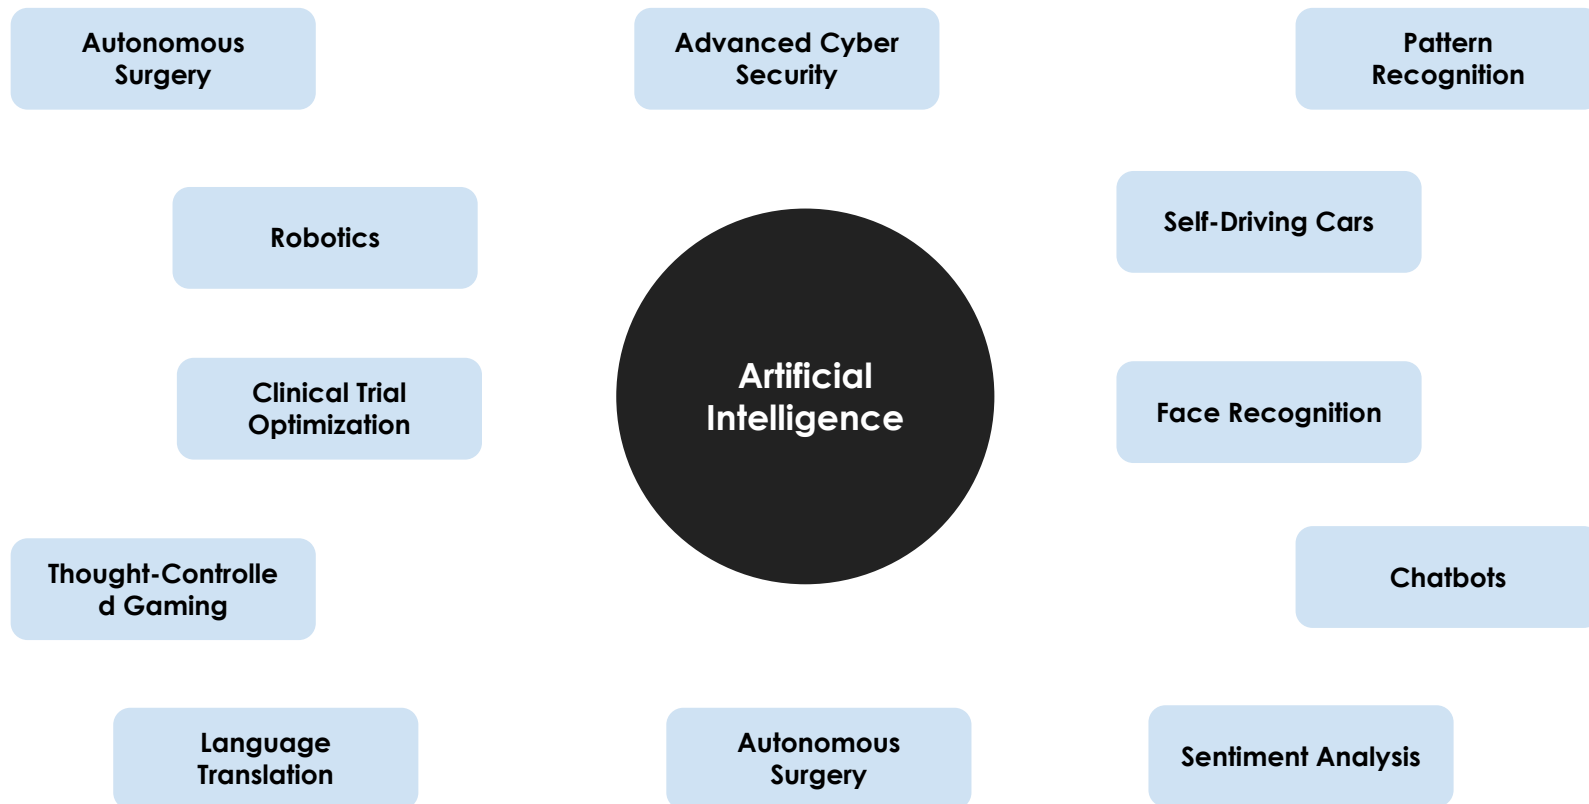 Autonomous
Surgery
Advanced Cyber
Security
Pattern
Recognition
Robotics
Self-Driving Cars
Clinical Trial
Optimization
Artificial
Intelligence
Face Recognition
Thought-Controlle
d Gaming
Chatbots
Language
Translation
Autonomous
Surgery
Sentiment Analysis